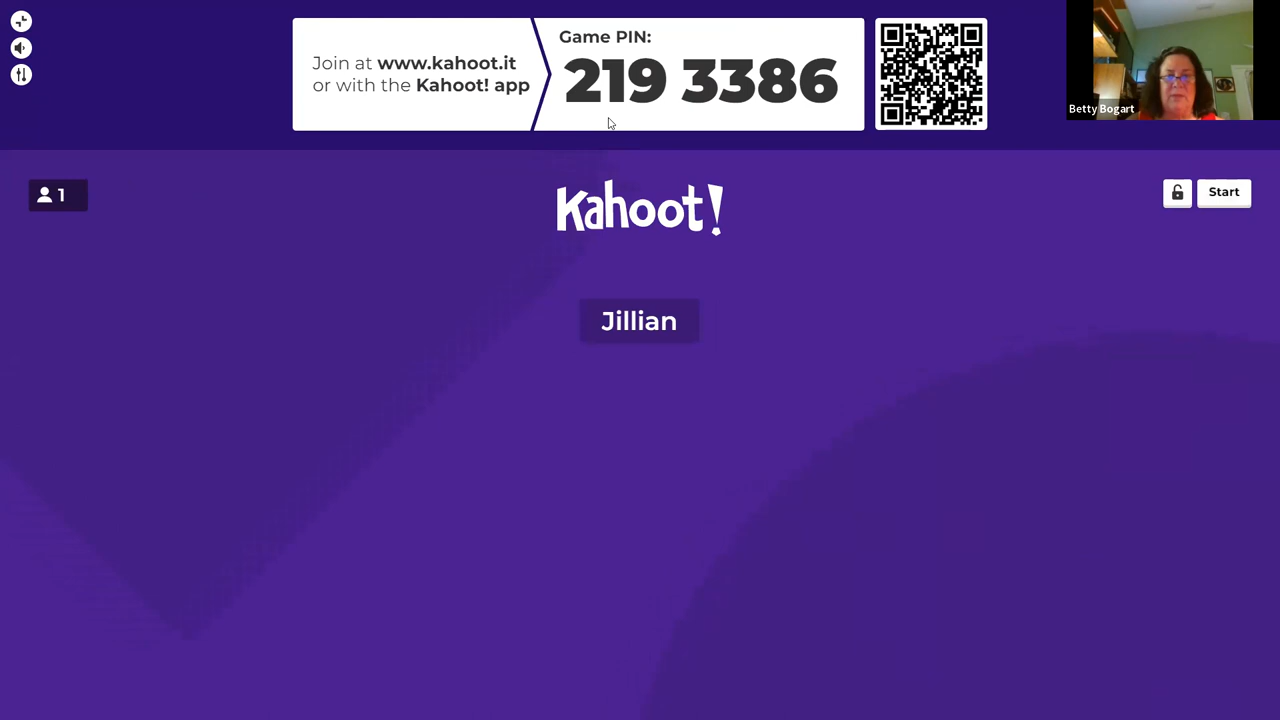 Join at www.kahoot.it
or with the Kahoot! app
Game PIN:
219 3386
Betty Bogart
1
Kahoot!
Start
Jillian